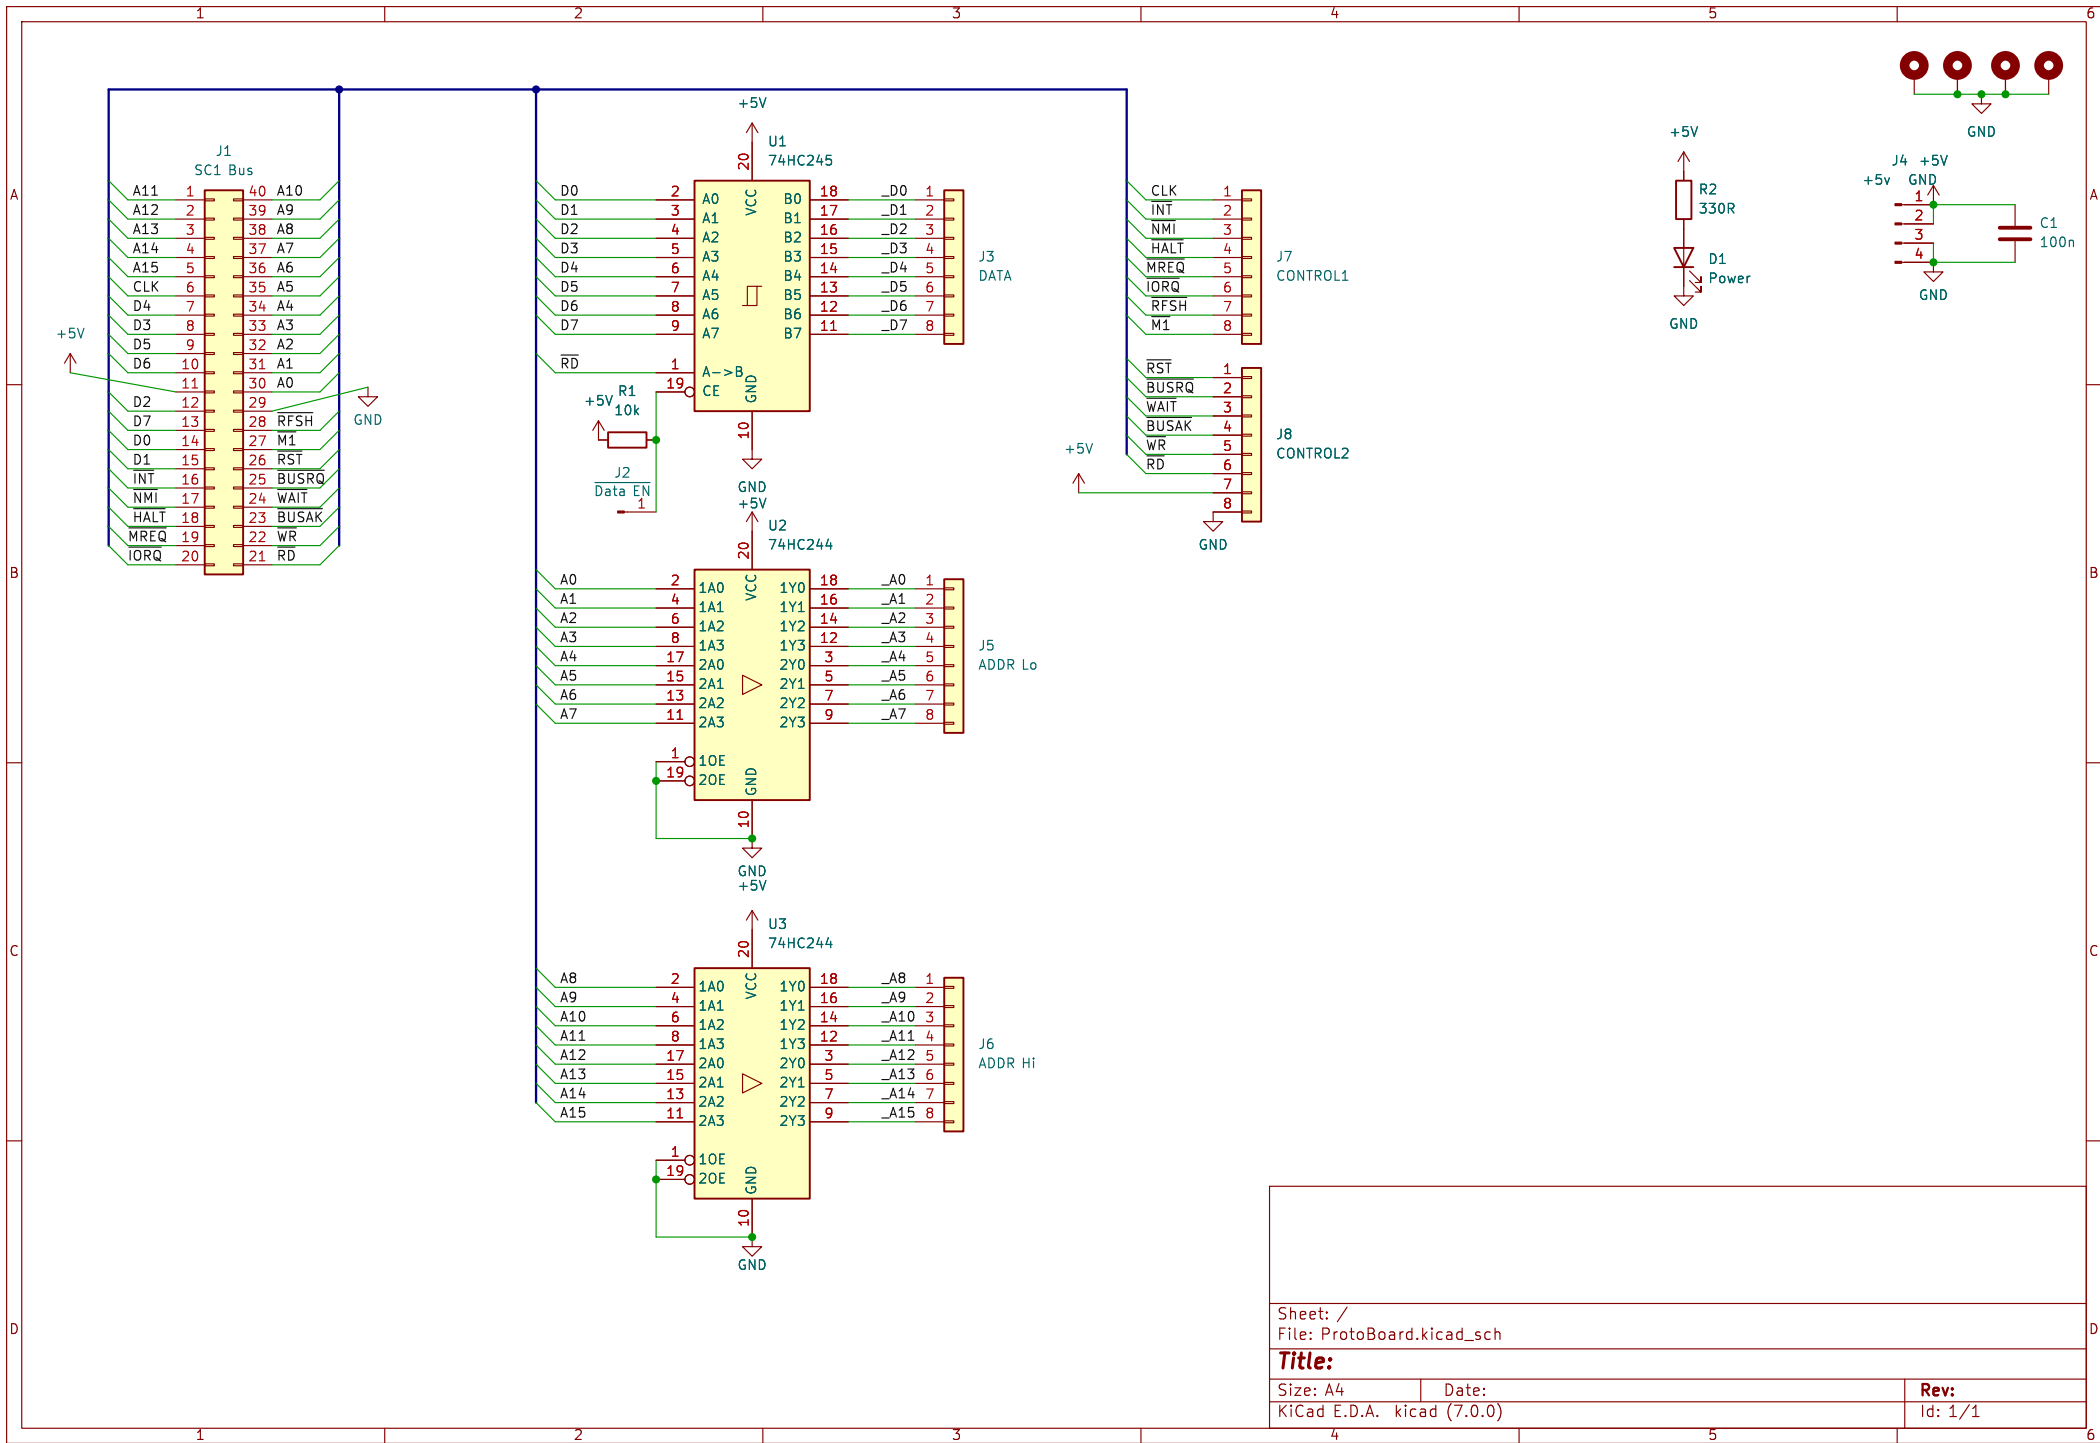 1 2 3 4 5 6
A
B
C
D
J1
SC1 Bus
A11 1 40 A10
A12 2 39 A9
A13 3 38 A8
A14 4 37 A7
A15 5 36 A6
CLK 6 35 A5
D4 7 34 A4
D3 8 33 A3
D5 9 32 A2
D6 10 31 A1
11 30 A0
D2 12 29
D7 13 28 RFSH
D0 14 27 M1
D1 15 26 RST
INT 16 25 BUSRQ
NMI 17 24 WAIT
HALT 18 23 BUSAK
MREQ 19 22 WR
IORQ 20 21 RD
+5V
GND
+5V
U1
74HC245
20
VCC
D0 2 A0 B0 18 _D0 1
D1 3 A1 B1 17 _D1 2
D2 4 A2 B2 16 _D2 3
D3 5 A3 B3 15 _D3 4
D4 6 A4 B4 14 _D4 5
D5 7 A5 B5 13 _D5 6
D6 8 A6 B6 12 _D6 7
D7 9 A7 B7 11 _D7 8
RD 1 A->B
19 CE
GND
10
GND
J3
DATA
R1
+5V 10k
J2
Data EN
1
+5V
U2
74HC244
20
VCC
A0 2 1A0 1Y0 18 _A0 1
A1 4 1A1 1Y1 16 _A1 2
A2 6 1A2 1Y2 14 _A2 3
A3 8 1A3 1Y3 12 _A3 4
A4 17 2A0 2Y0 3 _A4 5
A5 15 2A1 2Y1 5 _A5 6
A6 13 2A2 2Y2 7 _A6 7
A7 11 2A3 2Y3 9 _A7 8
1 1OE
19 2OE
GND
10
GND
J5
ADDR Lo
+5V
U3
74HC244
20
VCC
A8 2 1A0 1Y0 18 _A8 1
A9 4 1A1 1Y1 16 _A9 2
A10 6 1A2 1Y2 14 _A10 3
A11 8 1A3 1Y3 12 _A11 4
A12 17 2A0 2Y0 3 _A12 5
A13 15 2A1 2Y1 5 _A13 6
A14 13 2A2 2Y2 7 _A14 7
A15 11 2A3 2Y3 9 _A15 8
1 1OE
19 2OE
GND
10
GND
J6
ADDR Hi
CLK 1
INT 2
NMI 3
HALT 4
MREQ 5
IORQ 6
RFSH 7
M1 8
J7
CONTROL1
RST 1
BUSRQ 2
WAIT 3
BUSAK 4
WR 5
RD 6
7
8
+5V
GND
J8
CONTROL2
+5V
R2
330R
D1
Power
GND
GND
J4 +5V
+5v GND
1
2
3
4
GND
C1
100n
A
B
C
D
Sheet: /
File: ProtoBoard.kicad_sch
Title:
Size: A4 Date: Rev:
KiCad E.D.A. kicad (7.0.0) Id: 1/1
1 2 3 4 5 6